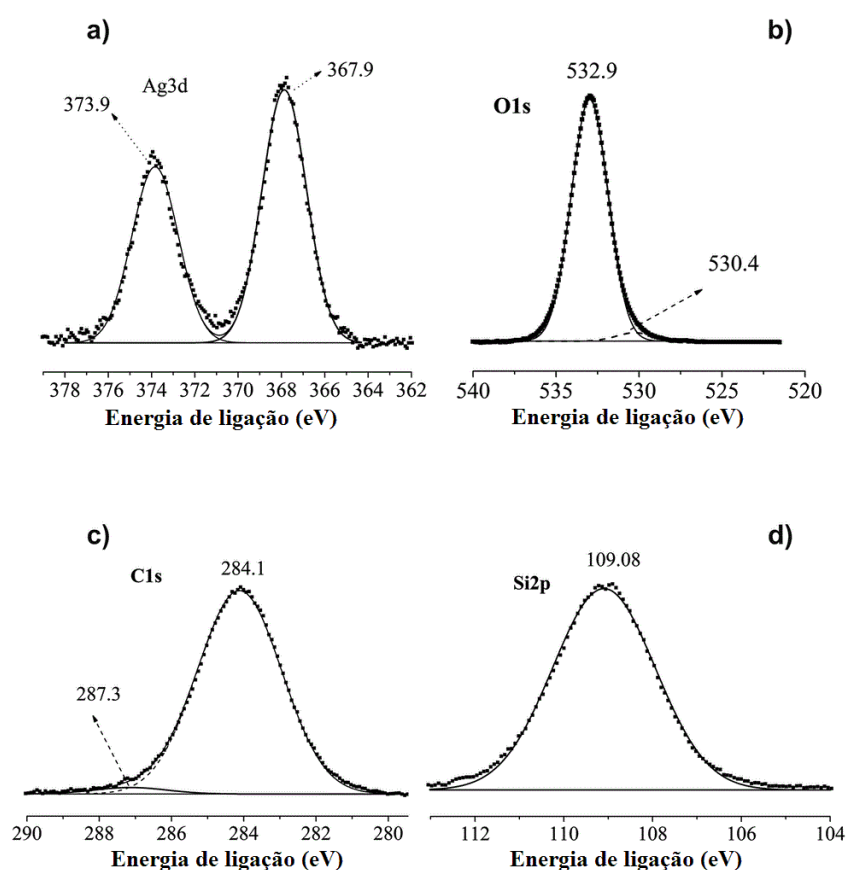 a)
Ag3d
367.9
373.9
378 376 374 372 370 368 366 364 362
Energia de ligação (eV)
b)
532.9
O1s
530.4
540 535 530 525 520
Energia de ligação (eV)
c)
C1s
284.1
287.3
290 288 286 284 282 280
Energia de ligação (eV)
d)
109.08
Si2p
112 110 108 106 104
Energia de ligação (eV)